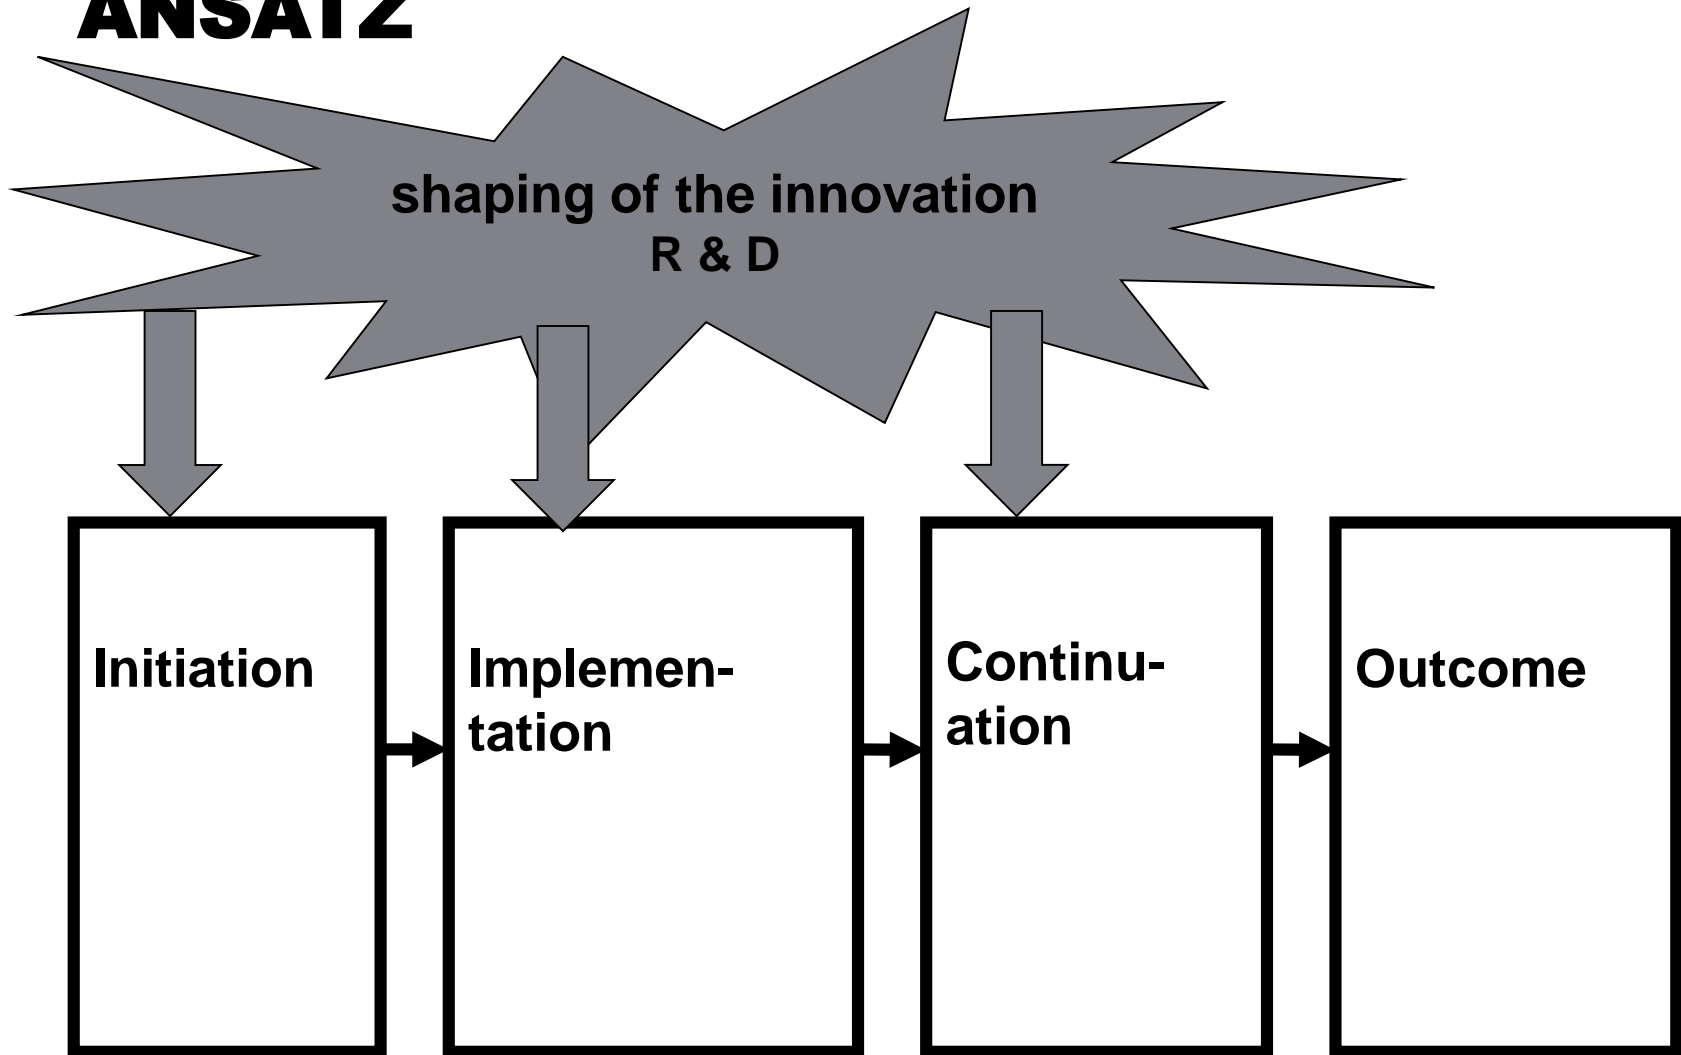 ANSATZ
shaping of the innovation
R & D
Initiation
Implemen-
tation
Continu-
ation
Outcome